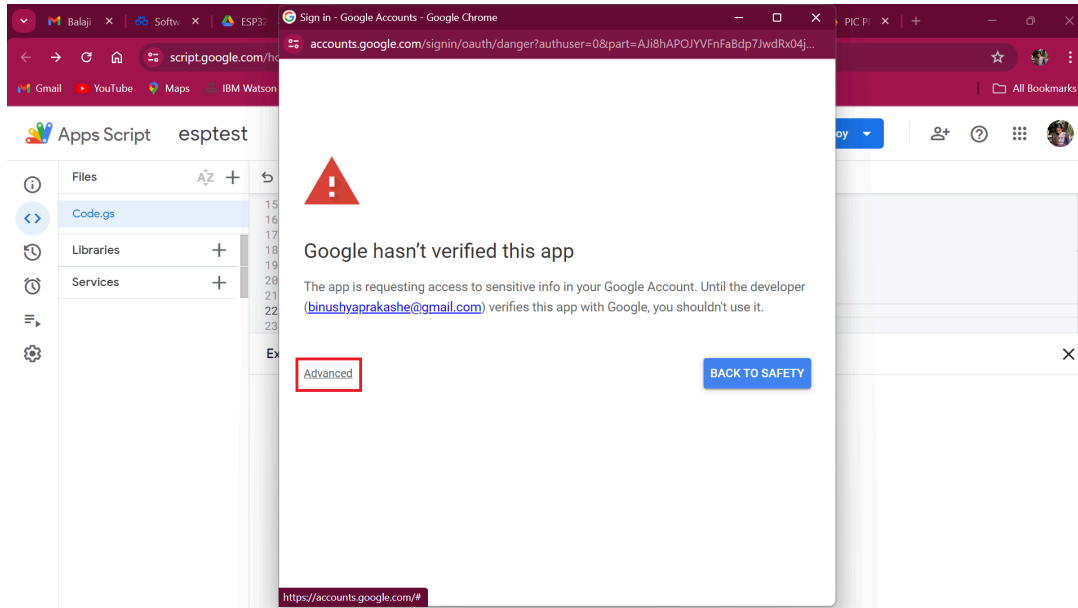 Balaji
Softw
ESP32
Sign in - Google Accounts - Google Chrome
PIC Pl
accounts.google.com/signin/oauth/danger?authuser=0&part=AJi8hAPOJYVFnFaBdp7JwdRx04j...
script.google.com/hc
Gmail
YouTube
Maps
IBM Watson
All Bookmarks
Apps Script
esptest
oy
Files
AZ
Code.gs
Libraries
Services
15
16
17
18
19
20
21
22
23
Ex
Google hasn't verified this app
The app is requesting access to sensitive info in your Google Account. Until the developer
(binushyaprakashe@gmail.com) verifies this app with Google, you shouldn't use it.
Advanced
BACK TO SAFETY
https://accounts.google.com/#